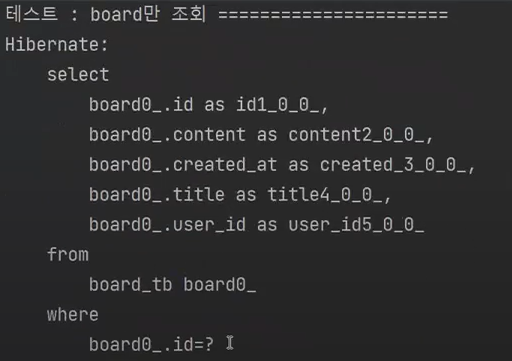 테스트 : board만 조회 ======================
Hibernate:
    select
        board0_.id as id1_0_0_,
        board0_.content as content2_0_0_,
        board0_.created_at as created_3_0_0_,
        board0_.title as title4_0_0_,
        board0_.user_id as user_id5_0_0_
    from
        board_tb board0_
    where
        board0_.id=?